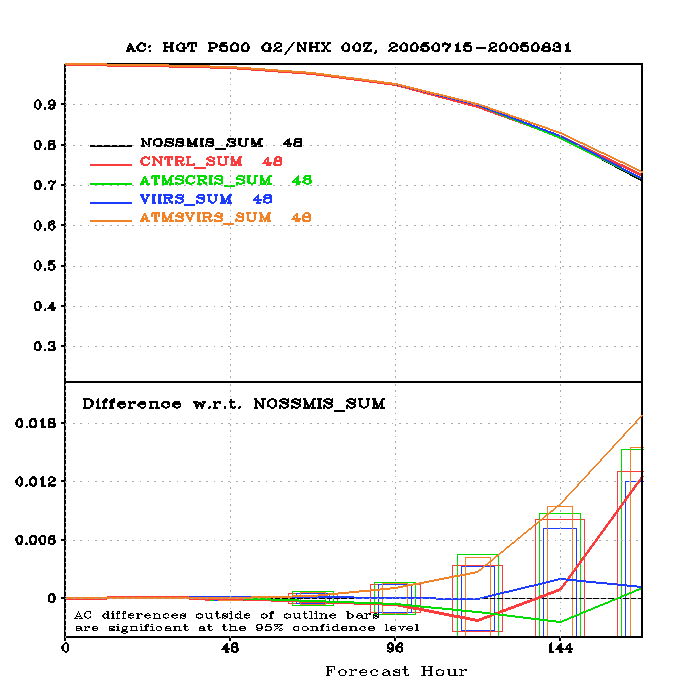 AC: HGT P500 G2/NHX 00Z, 20050715-20050831
0.9
0.8
0.7
0.6
0.5
0.4
0.3
NOSSMIS_SUM 48
CNTRL_SUM 48
ATMSCRIS_SUM 48
VIIRS_SUM 48
ATMSVIRS_SUM 48
Difference w.r.t. NOSSMIS_SUM
0.018
0.012
0.006
0
AC differences outside of outline bars
are significant at the 95% confidence level
0 48 96 144
Forecast Hour